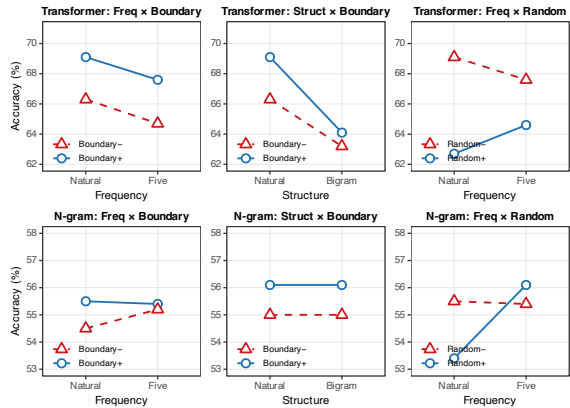 Transformer: Freq × Boundary
Accuracy (%)
70
68
66
64
62
Boundary−
Boundary+
Natural
Five
Frequency
Transformer: Struct × Boundary
70
68
66
64
62
Boundary−
Boundary+
Natural
Bigram
Structure
Transformer: Freq × Random
70
68
66
64
62
Random−
Random+
Natural
Five
Frequency
N-gram: Freq × Boundary
Accuracy (%)
58
57
56
55
54
53
Boundary−
Boundary+
Natural
Five
Frequency
N-gram: Struct × Boundary
58
57
56
55
54
53
Boundary−
Boundary+
Natural
Bigram
Structure
N-gram: Freq × Random
58
57
56
55
54
53
Random−
Random+
Natural
Five
Frequency